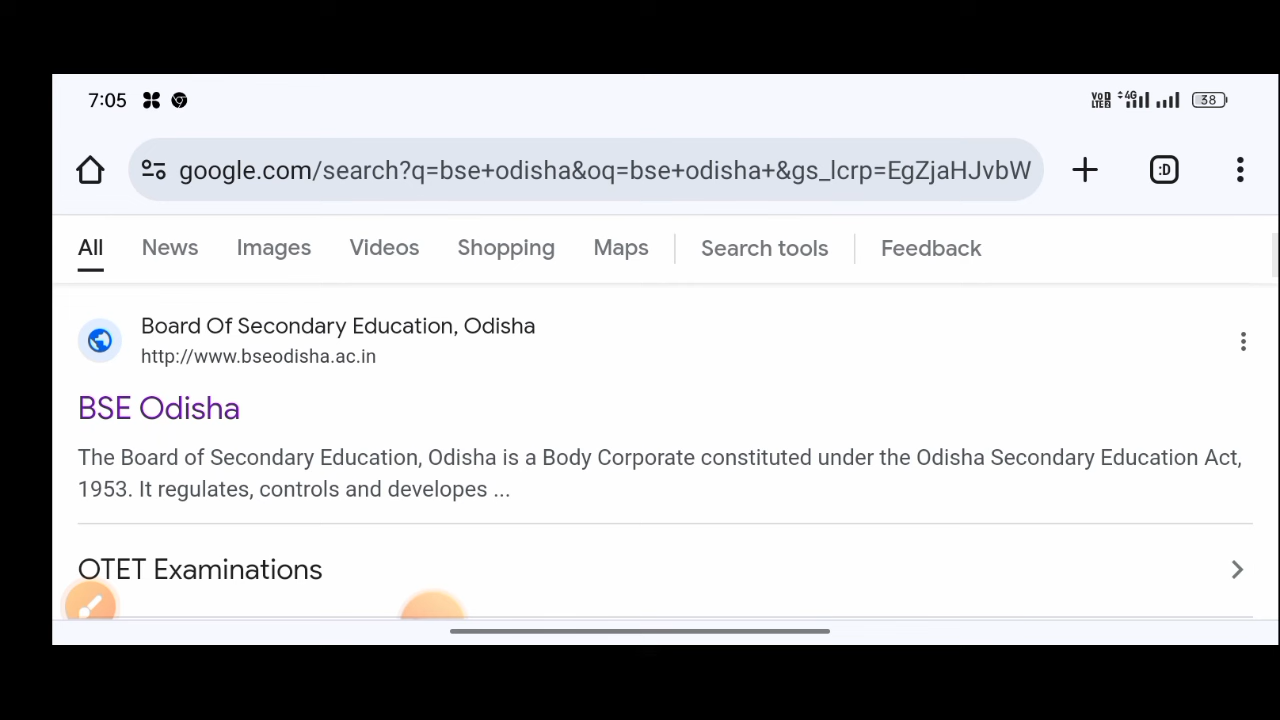 7:05
VoD LTE2 4G 38
google.com/search?q=bse+odisha&oq=bse+odisha+&gs_lcrp=EgZjaHJvbW
:D
All News Images Videos Shopping Maps Search tools Feedback
Board Of Secondary Education, Odisha
http://www.bseodisha.ac.in
BSE Odisha
The Board of Secondary Education, Odisha is a Body Corporate constituted under the Odisha Secondary Education Act,
1953. It regulates, controls and developes ...
OTET Examinations